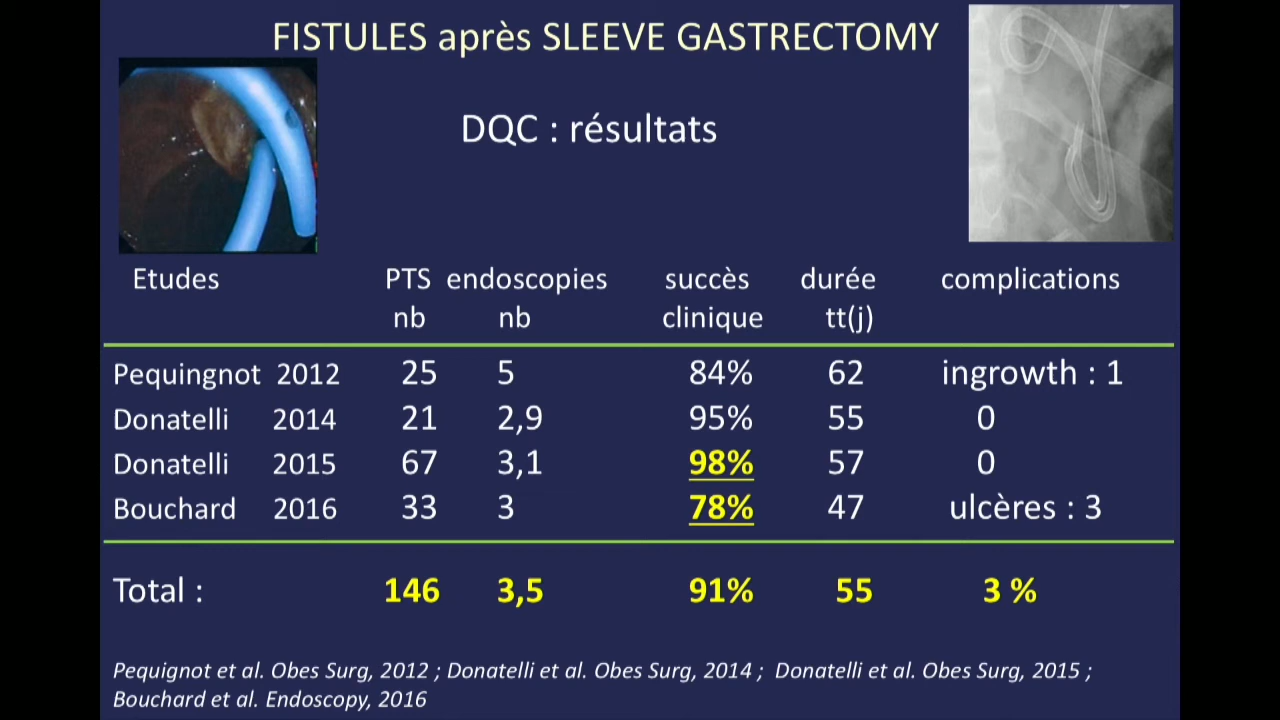 FISTULES après SLEEVE GASTRECTOMY
DQC : résultats
Etudes PTS endoscopies succès durée complications
nb nb clinique tt(j)
Pequingnot 2012 25 5 84% 62 ingrowth : 1
Donatelli 2014 21 2,9 95% 55 0
Donatelli 2015 67 3,1 98% 57 0
Bouchard 2016 33 3 78% 47 ulcères : 3
Total : 146 3,5 91% 55 3 %
Pequignot et al. Obes Surg, 2012 ; Donatelli et al. Obes Surg, 2014 ; Donatelli et al. Obes Surg, 2015 ;
Bouchard et al. Endoscopy, 2016